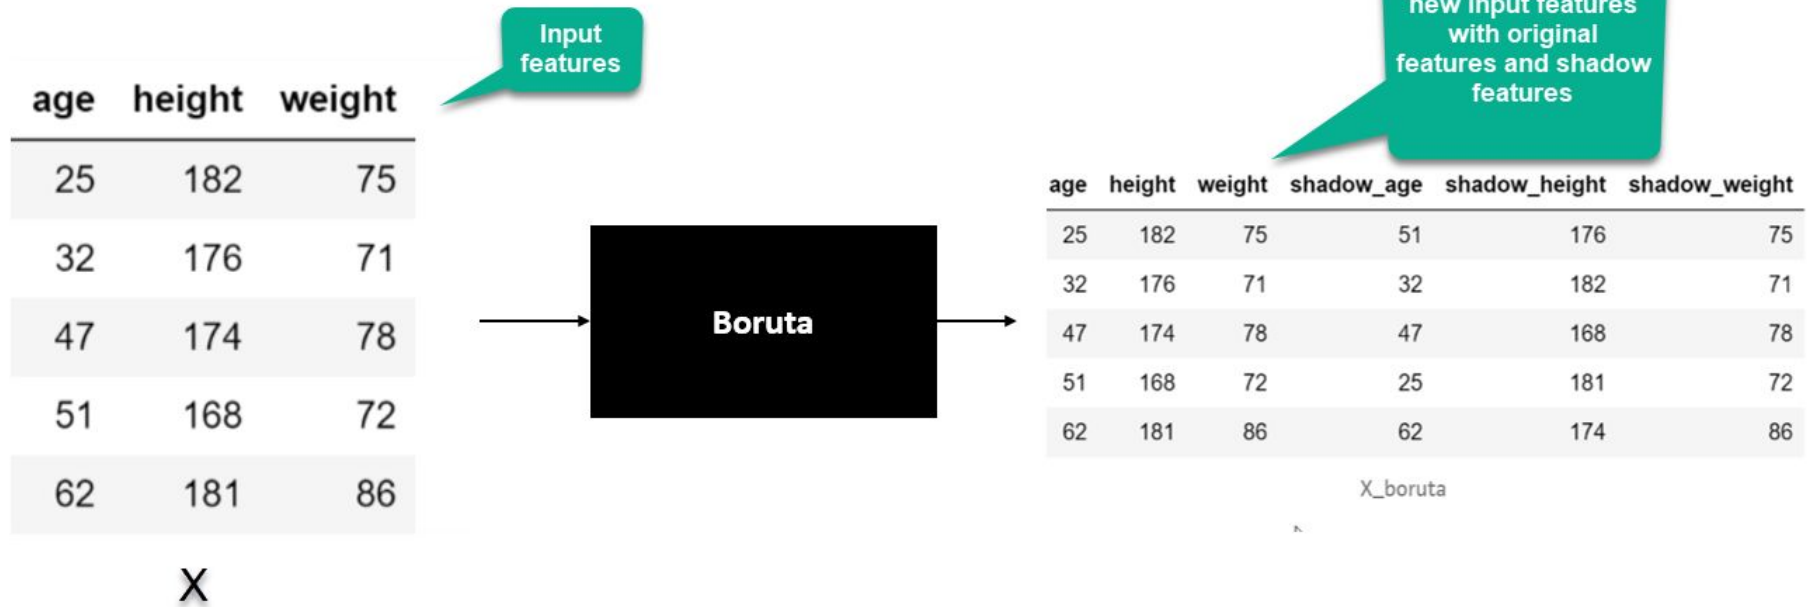 Input
features
age height weight
25 182 75
32 176 71
47 174 78
51 168 72
62 181 86
X
Boruta
new input features
with original
features and shadow
features
age height weight shadow_age shadow_height shadow_weight
25 182 75 51 176 75
32 176 71 32 182 71
47 174 78 47 168 78
51 168 72 25 181 72
62 181 86 62 174 86
X_boruta